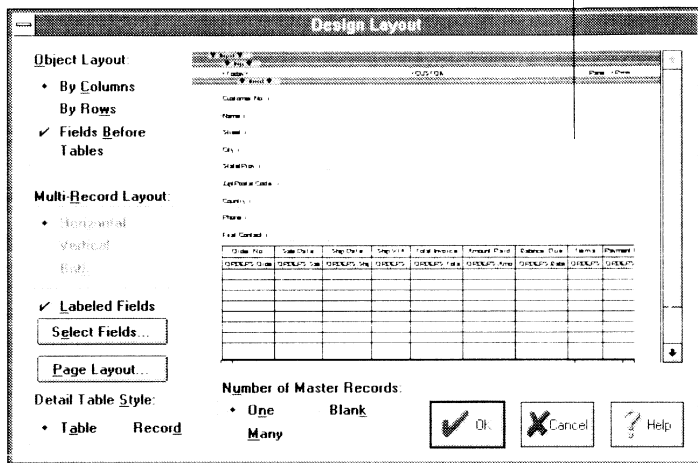 Design Layout
Object Layout:
By Columns
By Rows
Fields Before
Tables
Multi-Record Layout:
Horizontal
Vertical
Both
Labeled Fields
Select Fields...
Page Layout...
Detail Table Style:
Table Record
Customer No :
Name :
Street :
City :
State/Prov :
Zip/Postal Code :
Country :
Phone :
First Contact :
Order No Sale Date Ship Date Ship VIA Total Invoice Amount Paid Balance Due Terms Payment
Number of Master Records:
One Blank
Many
OK
Cancel
Help